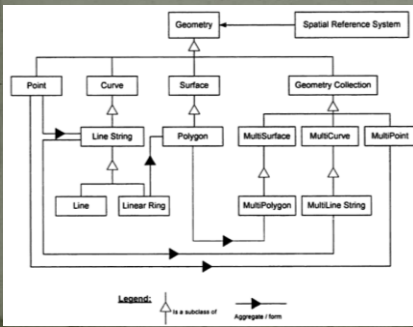 Geometry
Spatial Reference System
Point
Curve
Surface
Geometry Collection
Line String
Polygon
MultiSurface
MultiCurve
MultiPoint
Line
Linear Ring
MultiPolygon
MultiLine String
Legend:
Is a subclass of
Aggregate / form